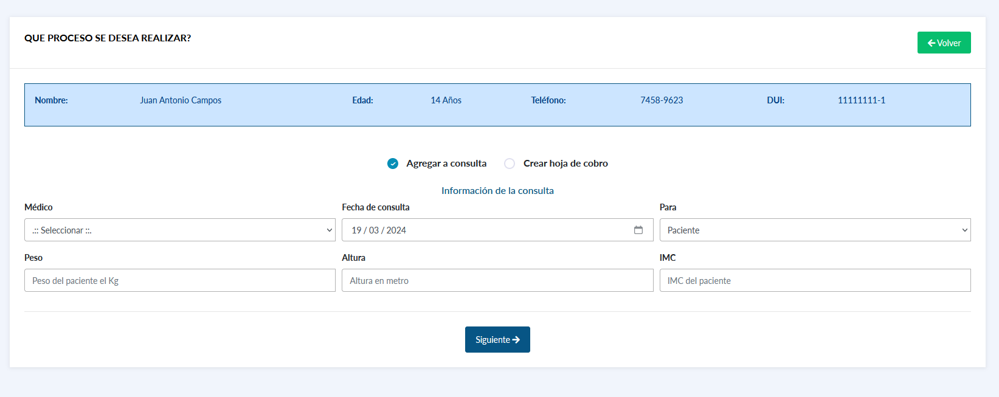 QUE PROCESO SE DESEA REALIZAR?
Volver
Nombre: Juan Antonio Campos Edad: 14 Años Teléfono: 7458-9623 DUI: 11111111-1
Agregar a consulta Crear hoja de cobro
Información de la consulta
Médico Fecha de consulta Para
.:: Seleccionar ::. 19 / 03 / 2024 Paciente
Peso Altura IMC
Peso del paciente el Kg Altura en metro IMC del paciente
Siguiente